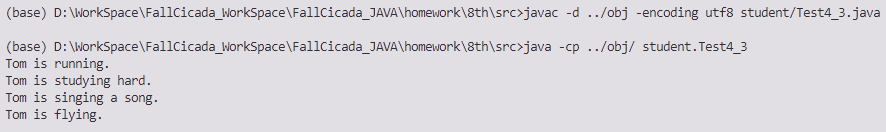 (base) D:\WorkSpace\FallCicada_WorkSpace\FallCicada_JAVA\homework\8th\src>javac -d ../obj -encoding utf8 student/Test4_3.java
(base) D:\WorkSpace\FallCicada_WorkSpace\FallCicada_JAVA\homework\8th\src>java -cp ../obj/ student.Test4_3
Tom is running.
Tom is studying hard.
Tom is singing a song.
Tom is flying.